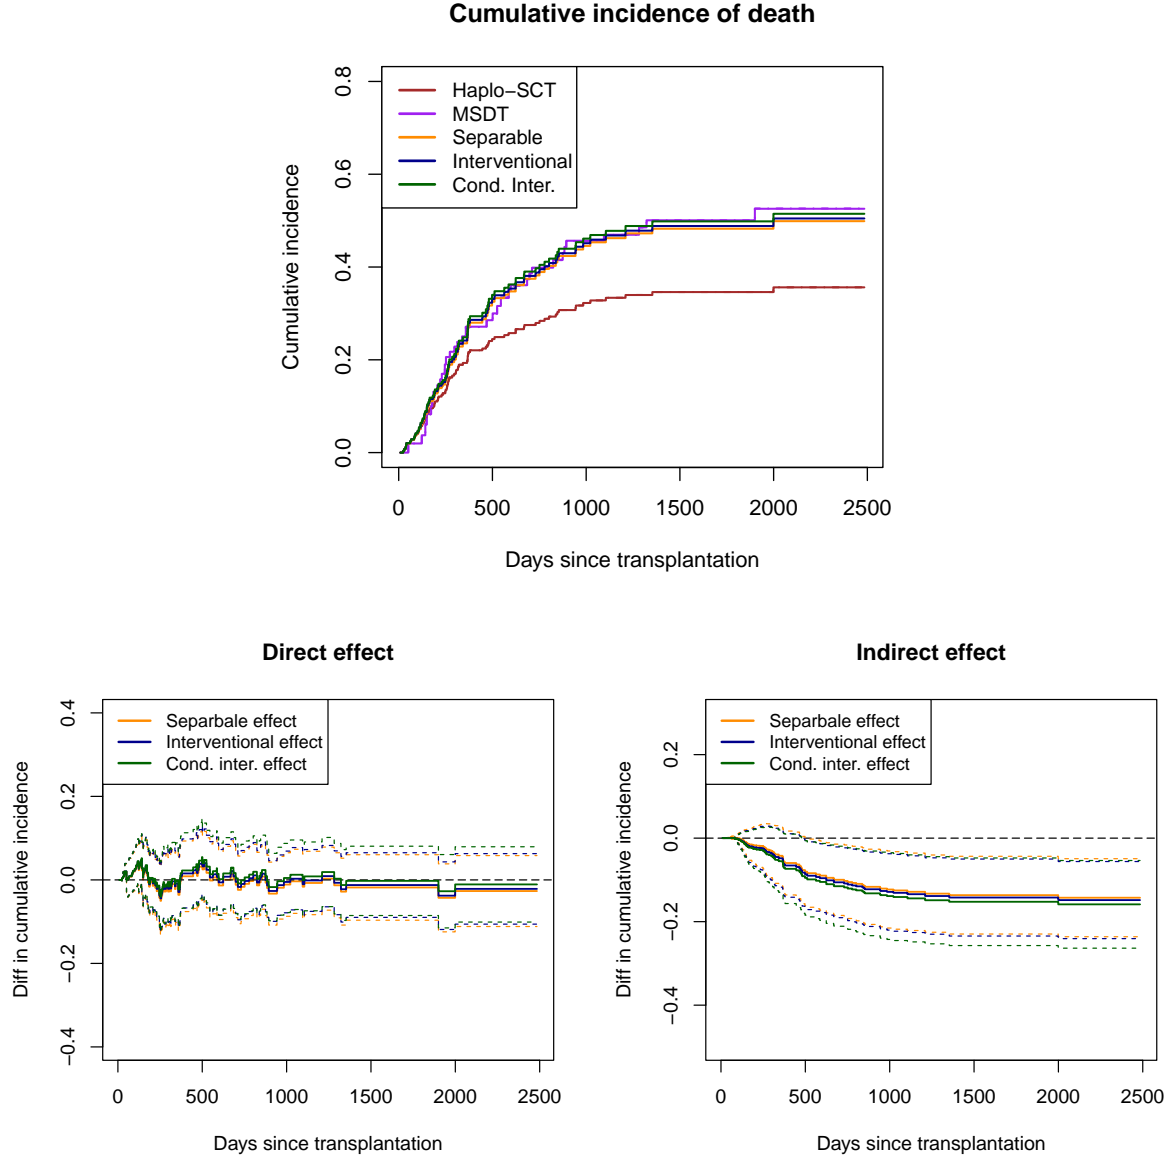 Cumulative incidence of death
Cumulative incidence
0.8
0.6
0.4
0.2
0.0
Haplo−SCT
MSDT
Separable
Interventional
Cond. Inter.
0 500 1000 1500 2000 2500
Days since transplantation
Direct effect
Diff in cumulative incidence
0.4
0.2
0.0
−0.2
−0.4
Separbale effect
Interventional effect
Cond. inter. effect
0 500 1000 1500 2000 2500
Days since transplantation
Indirect effect
Diff in cumulative incidence
0.2
0.0
−0.2
−0.4
Separbale effect
Interventional effect
Cond. inter. effect
0 500 1000 1500 2000 2500
Days since transplantation